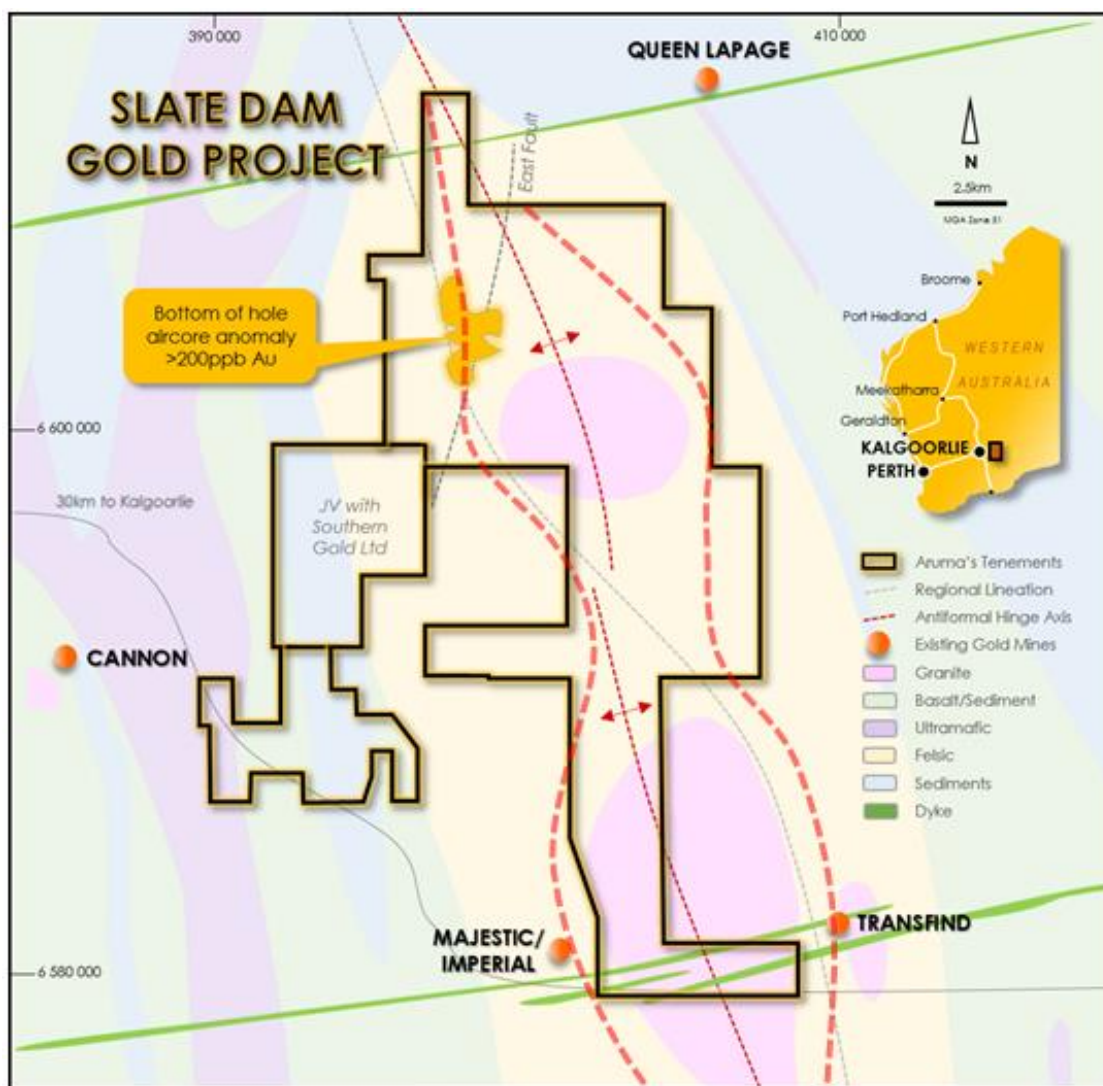 390 000
410 000
QUEEN LAPAGE
SLATE DAM
GOLD PROJECT
East Fault
N
2.5km
MGA Zone 51
Broome
Port Hedland
WESTERN
AUSTRALIA
Meekatharra
Geraldton
KALGOORLIE
PERTH
Bottom of hole
aircore anomaly
>200ppb Au
6 600 000
30km to Kalgoorlie
JV with
Southern
Gold Ltd
CANNON
Aruma's Tenements
Regional Lineation
Antiformal Hinge Axis
Existing Gold Mines
Granite
Basalt/Sediment
Ultramafic
Felsic
Sediments
Dyke
MAJESTIC/
IMPERIAL
TRANSFIND
6 580 000